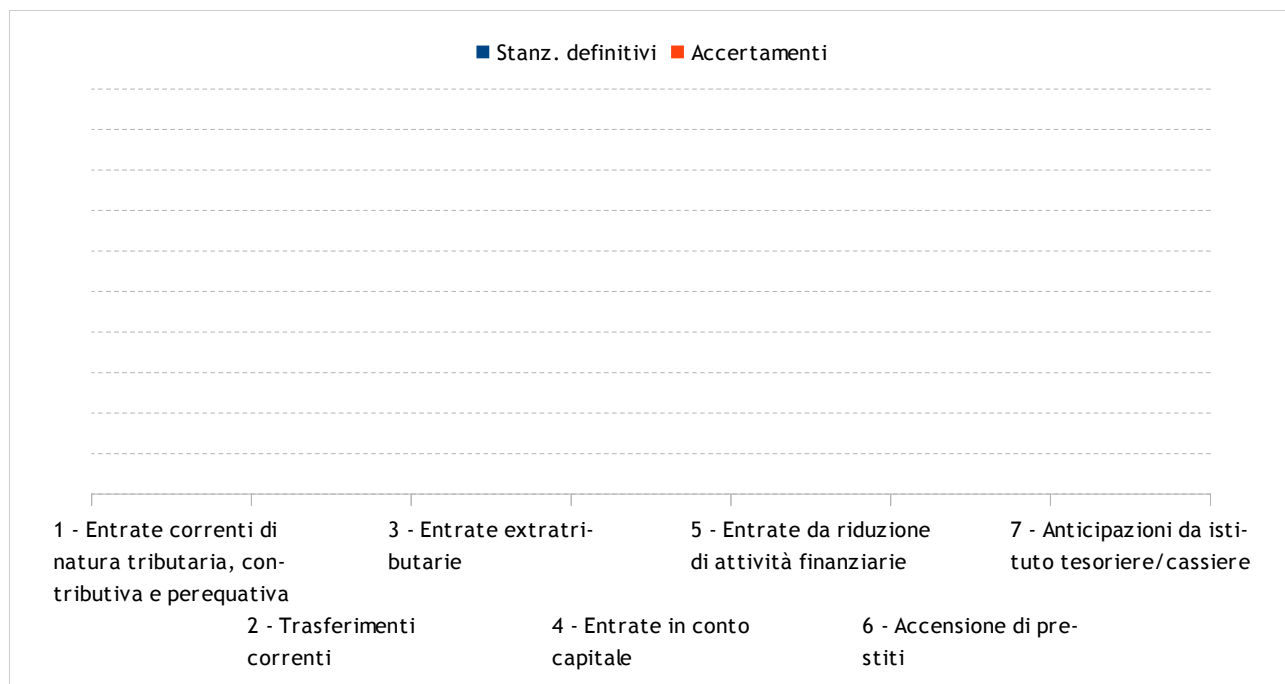 Stanz. definitivi Accertamenti
1 - Entrate correnti di
natura tributaria, con-
tributiva e perequativa
2 - Trasferimenti
correnti
3 - Entrate extratri-
butarie
4 - Entrate in conto
capitale
5 - Entrate da riduzione
di attività finanziarie
6 - Accensione di pre-
stiti
7 - Anticipazioni da isti-
tuto tesoriere/cassiere